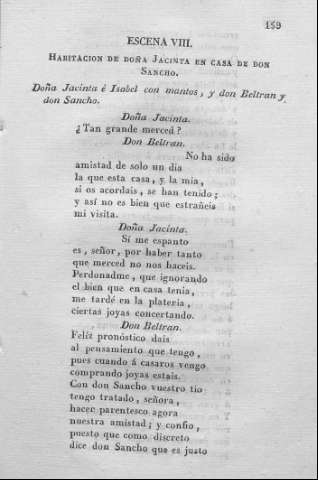 159
ESCENA VIII.
HABITACION DE DOÑA JACINTA EN CASA DE DON
SANCHO.
Doña Jacinta é Isabel con mantos, y don Beltran y
don Sancho.
Doña Jacinta.
¿Tan grande merced?
Don Beltran.
No ha sido
amistad de solo un dia
la que esta casa, y la mia,
si os acordais, se han tenido;
y así no es bien que estrañeis
mi visita.
Doña Jacinta.
Si me espanto
es, señor, por haber tanto
que merced no nos haceis.
Perdonadme, que ignorando
el bien que en casa tenia,
me tardé en la plateria,
ciertas joyas concertando.
Don Beltran.
Feliz pronóstico dais
al pensamiento que tengo,
pues cuando á casaros vengo
comprando joyas estais.
Con don Sancho vuestro tio
tengo tratado, señora,
hacer parentesco agora
nuestra amistad; y confio,
puesto que como discreto
dice don Sancho que es justo